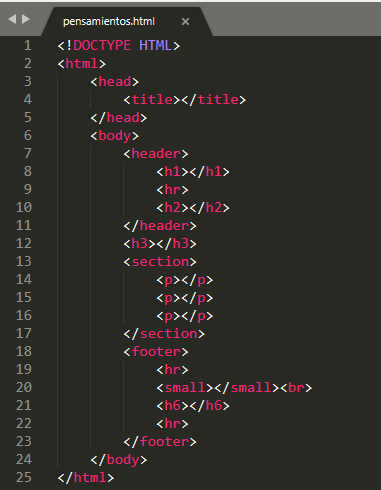 pensamientos.html ×
1 <!DOCTYPE HTML>
2 <html>
3 <head>
4 <title></title>
5 </head>
6 <body>
7 <header>
8 <h1></h1>
9 <hr>
10 <h2></h2>
11 </header>
12 <h3></h3>
13 <section>
14 <p></p>
15 <p></p>
16 <p></p>
17 </section>
18 <footer>
19 <hr>
20 <small></small><br>
21 <h6></h6>
22 <hr>
23 </footer>
24 </body>
25 </html>